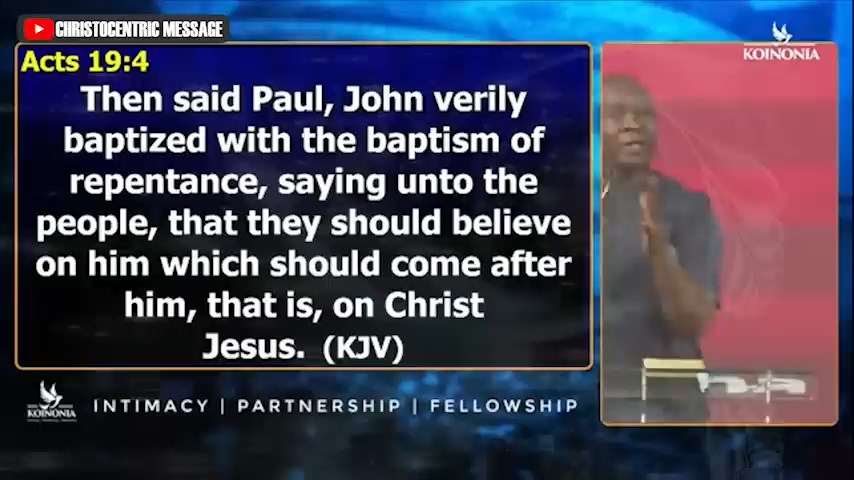 CHRISTOCENTRIC MESSAGE
KOINONIA
Acts 19:4
Then said Paul, John verily
baptized with the baptism of
repentance, saying unto the
people, that they should believe
on him which should come after
him, that is, on Christ
Jesus. (KJV)
KOINONIA
INTIMACY | PARTNERSHIP | FELLOWSHIP